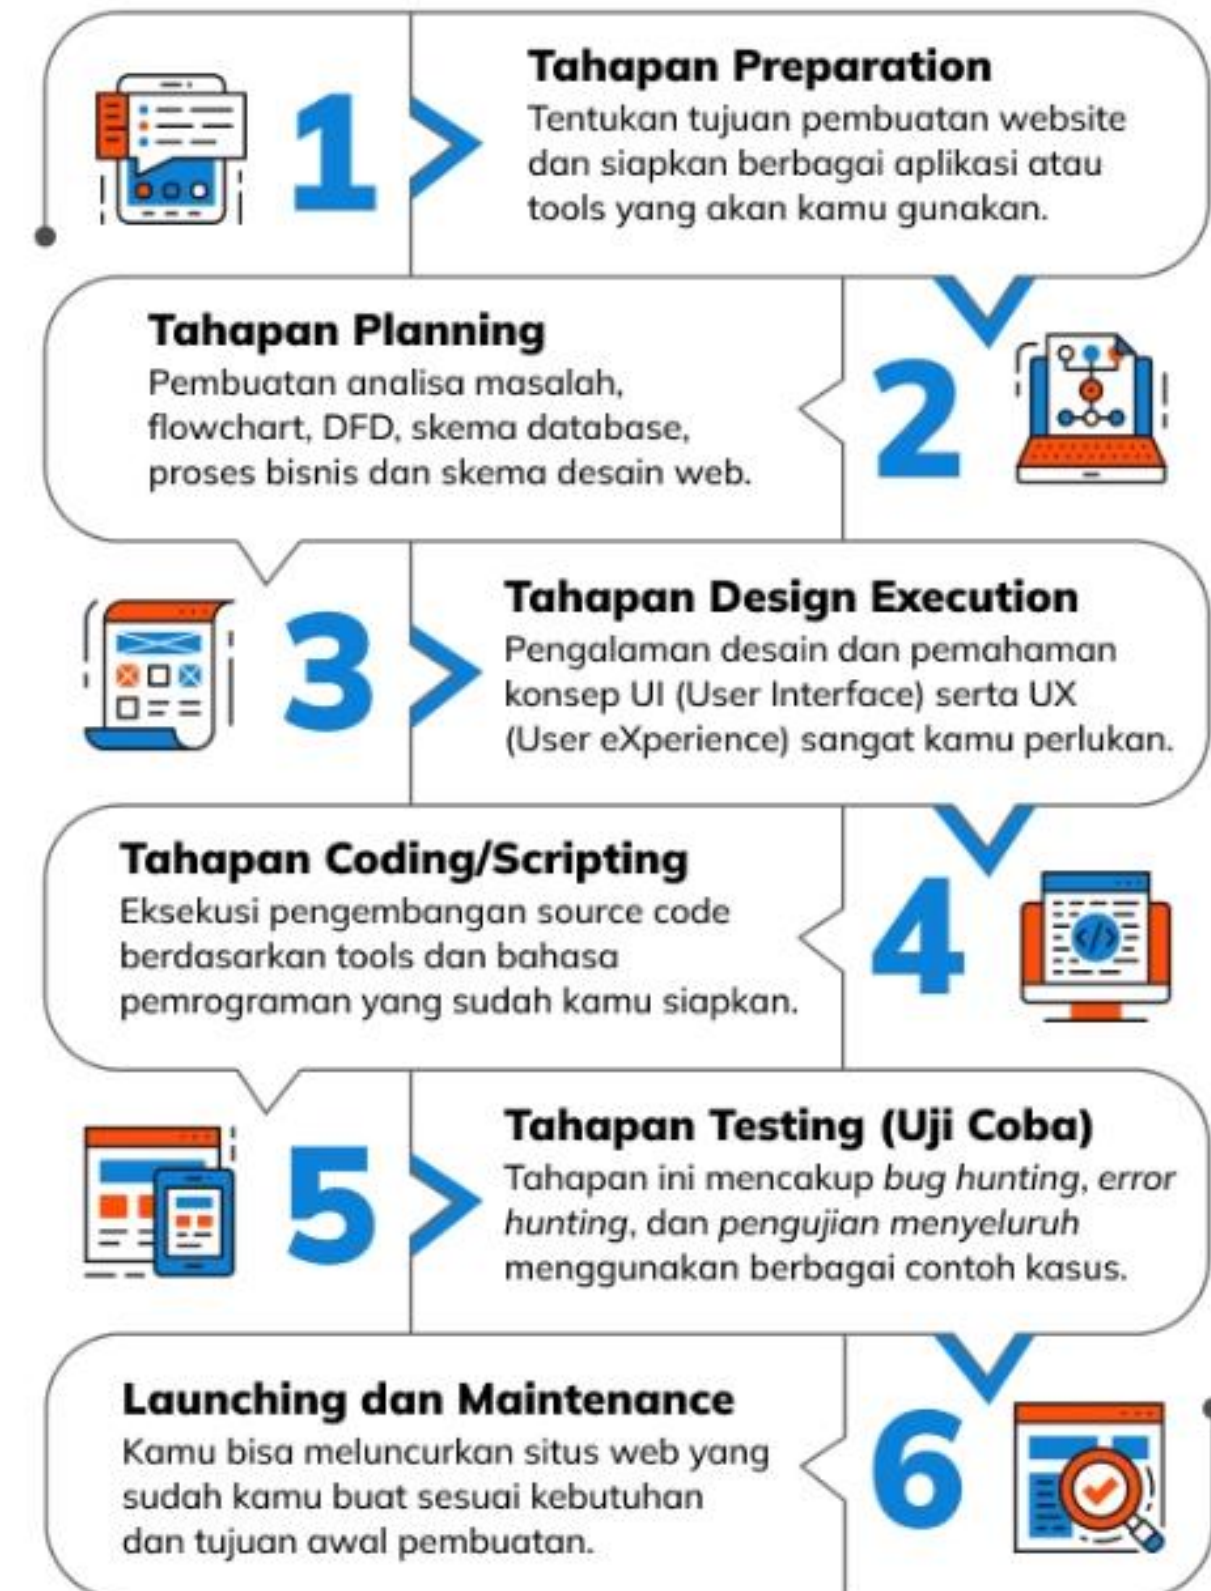 1
Tahapan Preparation
Tentukan tujuan pembuatan website
dan siapkan berbagai aplikasi atau
tools yang akan kamu gunakan.
Tahapan Planning
Pembuatan analisa masalah,
flowchart, DFD, skema database,
proses bisnis dan skema desain web.
2
3
Tahapan Design Execution
Pengalaman desain dan pemahaman
konsep UI (User Interface) serta UX
(User eXperience) sangat kamu perlukan.
Tahapan Coding/Scripting
Eksekusi pengembangan source code
berdasarkan tools dan bahasa
pemrograman yang sudah kamu siapkan.
4
</>
5
Tahapan Testing (Uji Coba)
Tahapan ini mencakup bug hunting, error
hunting, dan pengujian menyeluruh
menggunakan berbagai contoh kasus.
Launching dan Maintenance
Kamu bisa meluncurkan situs web yang
sudah kamu buat sesuai kebutuhan
dan tujuan awal pembuatan.
6